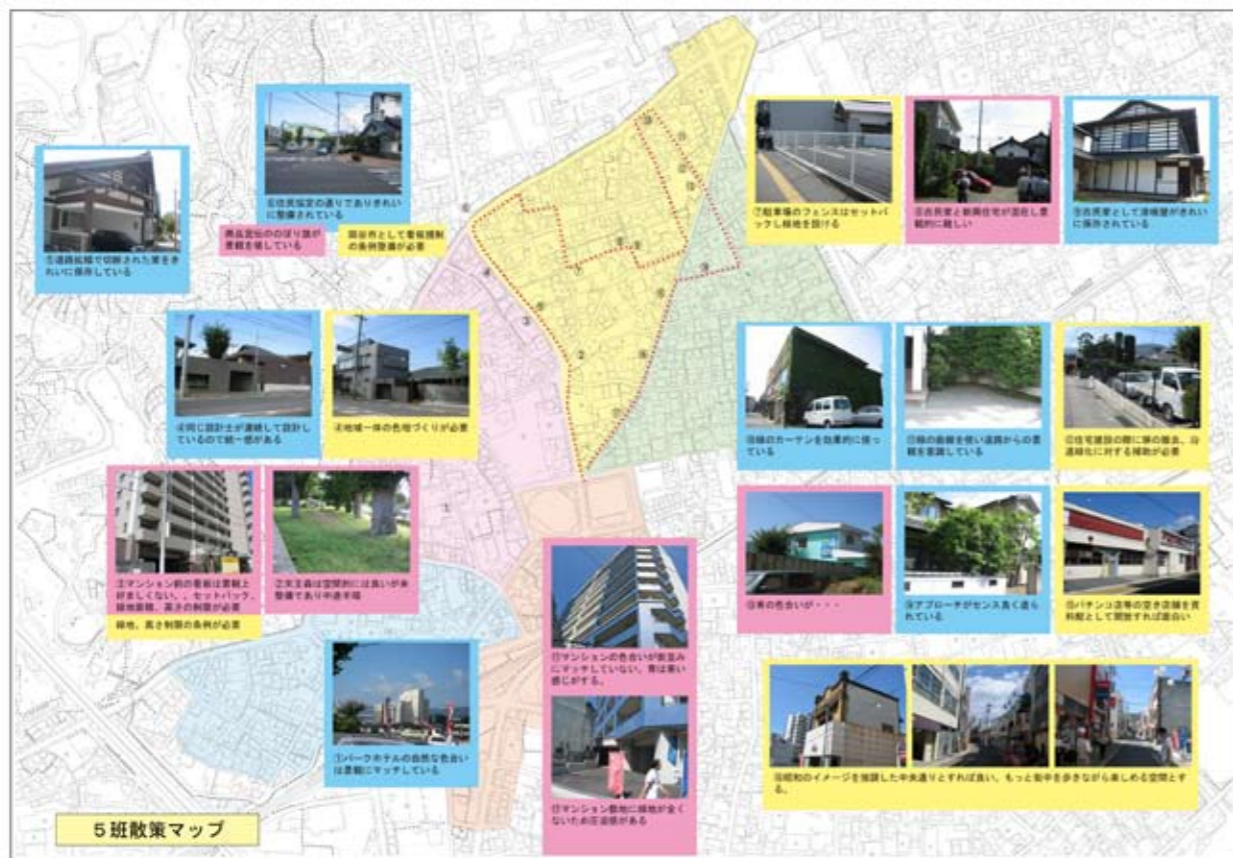 ⑤道路拡幅で切断された家をき
れいに保存している
⑥住民協定の通りでありきれい
に整備されている
商品宣伝ののぼり旗が
景観を壊している
岡谷市として看板規制
の条例整備が必要
⑦駐車場のフェンスはセットバ
ックし緑地を設ける
⑧古民家と新興住宅が混在し景
観的に難しい
きれい
に保存されている
④同じ設計士が連続して設計し
ているので統一感がある
④地域一体の色増づくりが必要
③マンション前の看板は景観上
好ましくない。セットバック、
緑地面積、高さの制限が必要
緑地、高さ制限の条例が必要
②天王森は空間的には良いが未
整備であり中途半端
①パークホテルの自然な色合い
は景観にマッチしている
⑰マンションの色合いが街並み
にマッチしていない。青は寒い
感じがする。
⑰マンション敷地に緑地が全く
ないため圧迫感がある
⑩緑のカーテンを効果的に使っ
ている
⑪緑の曲線を使い道路からの景
観を意識している
⑫住宅建設の際に塀の撤去、沿
道緑化に対する補助が必要
⑬青の色合いが・・・
⑭アプローチがセンス良く造ら
れている
⑮パチンコ店等の空き店舗を資
料館として開放すれば面白い
⑯昭和のイメージを強調した中央通りとすれば良い。もっと街中を歩きながら楽しめる空間とす
る。
5班散策マップ